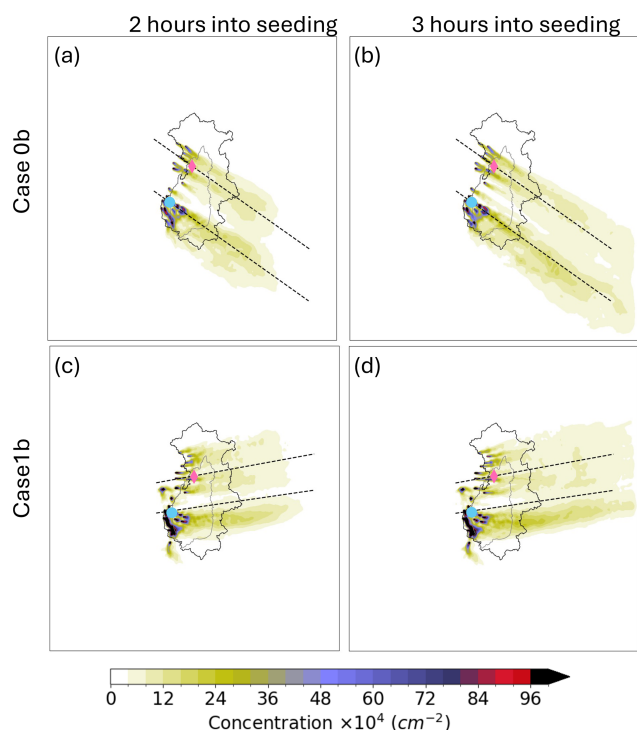 2 hours into seeding
3 hours into seeding
(a)
(b)
Case 0b
(c)
(d)
Case1b
0 12 24 36 48 60 72 84 96
Concentration ×10⁴ (cm⁻²)